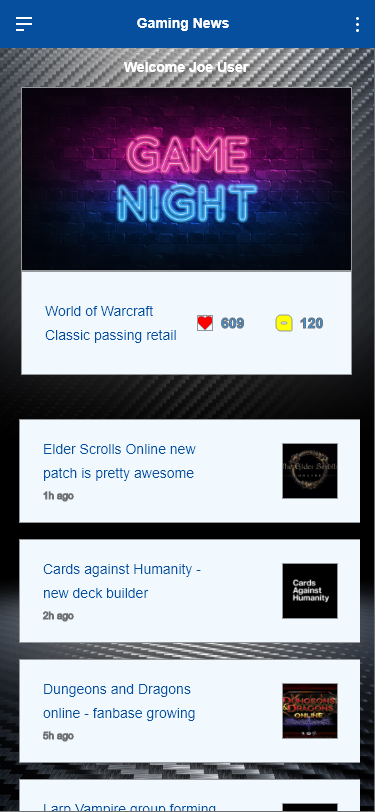 Gaming News
Welcome Joe User
GAME
NIGHT
World of Warcraft
Classic passing retail
609
120
Elder Scrolls Online new
patch is pretty awesome
1h ago
The Elder Scrolls
ONLINE
Cards against Humanity -
new deck builder
2h ago
Cards
Against
Humanity
Dungeons and Dragons
online - fanbase growing
5h ago
DUNGEONS
& DRAGONS
ONLINE
Larp Vampire group forming